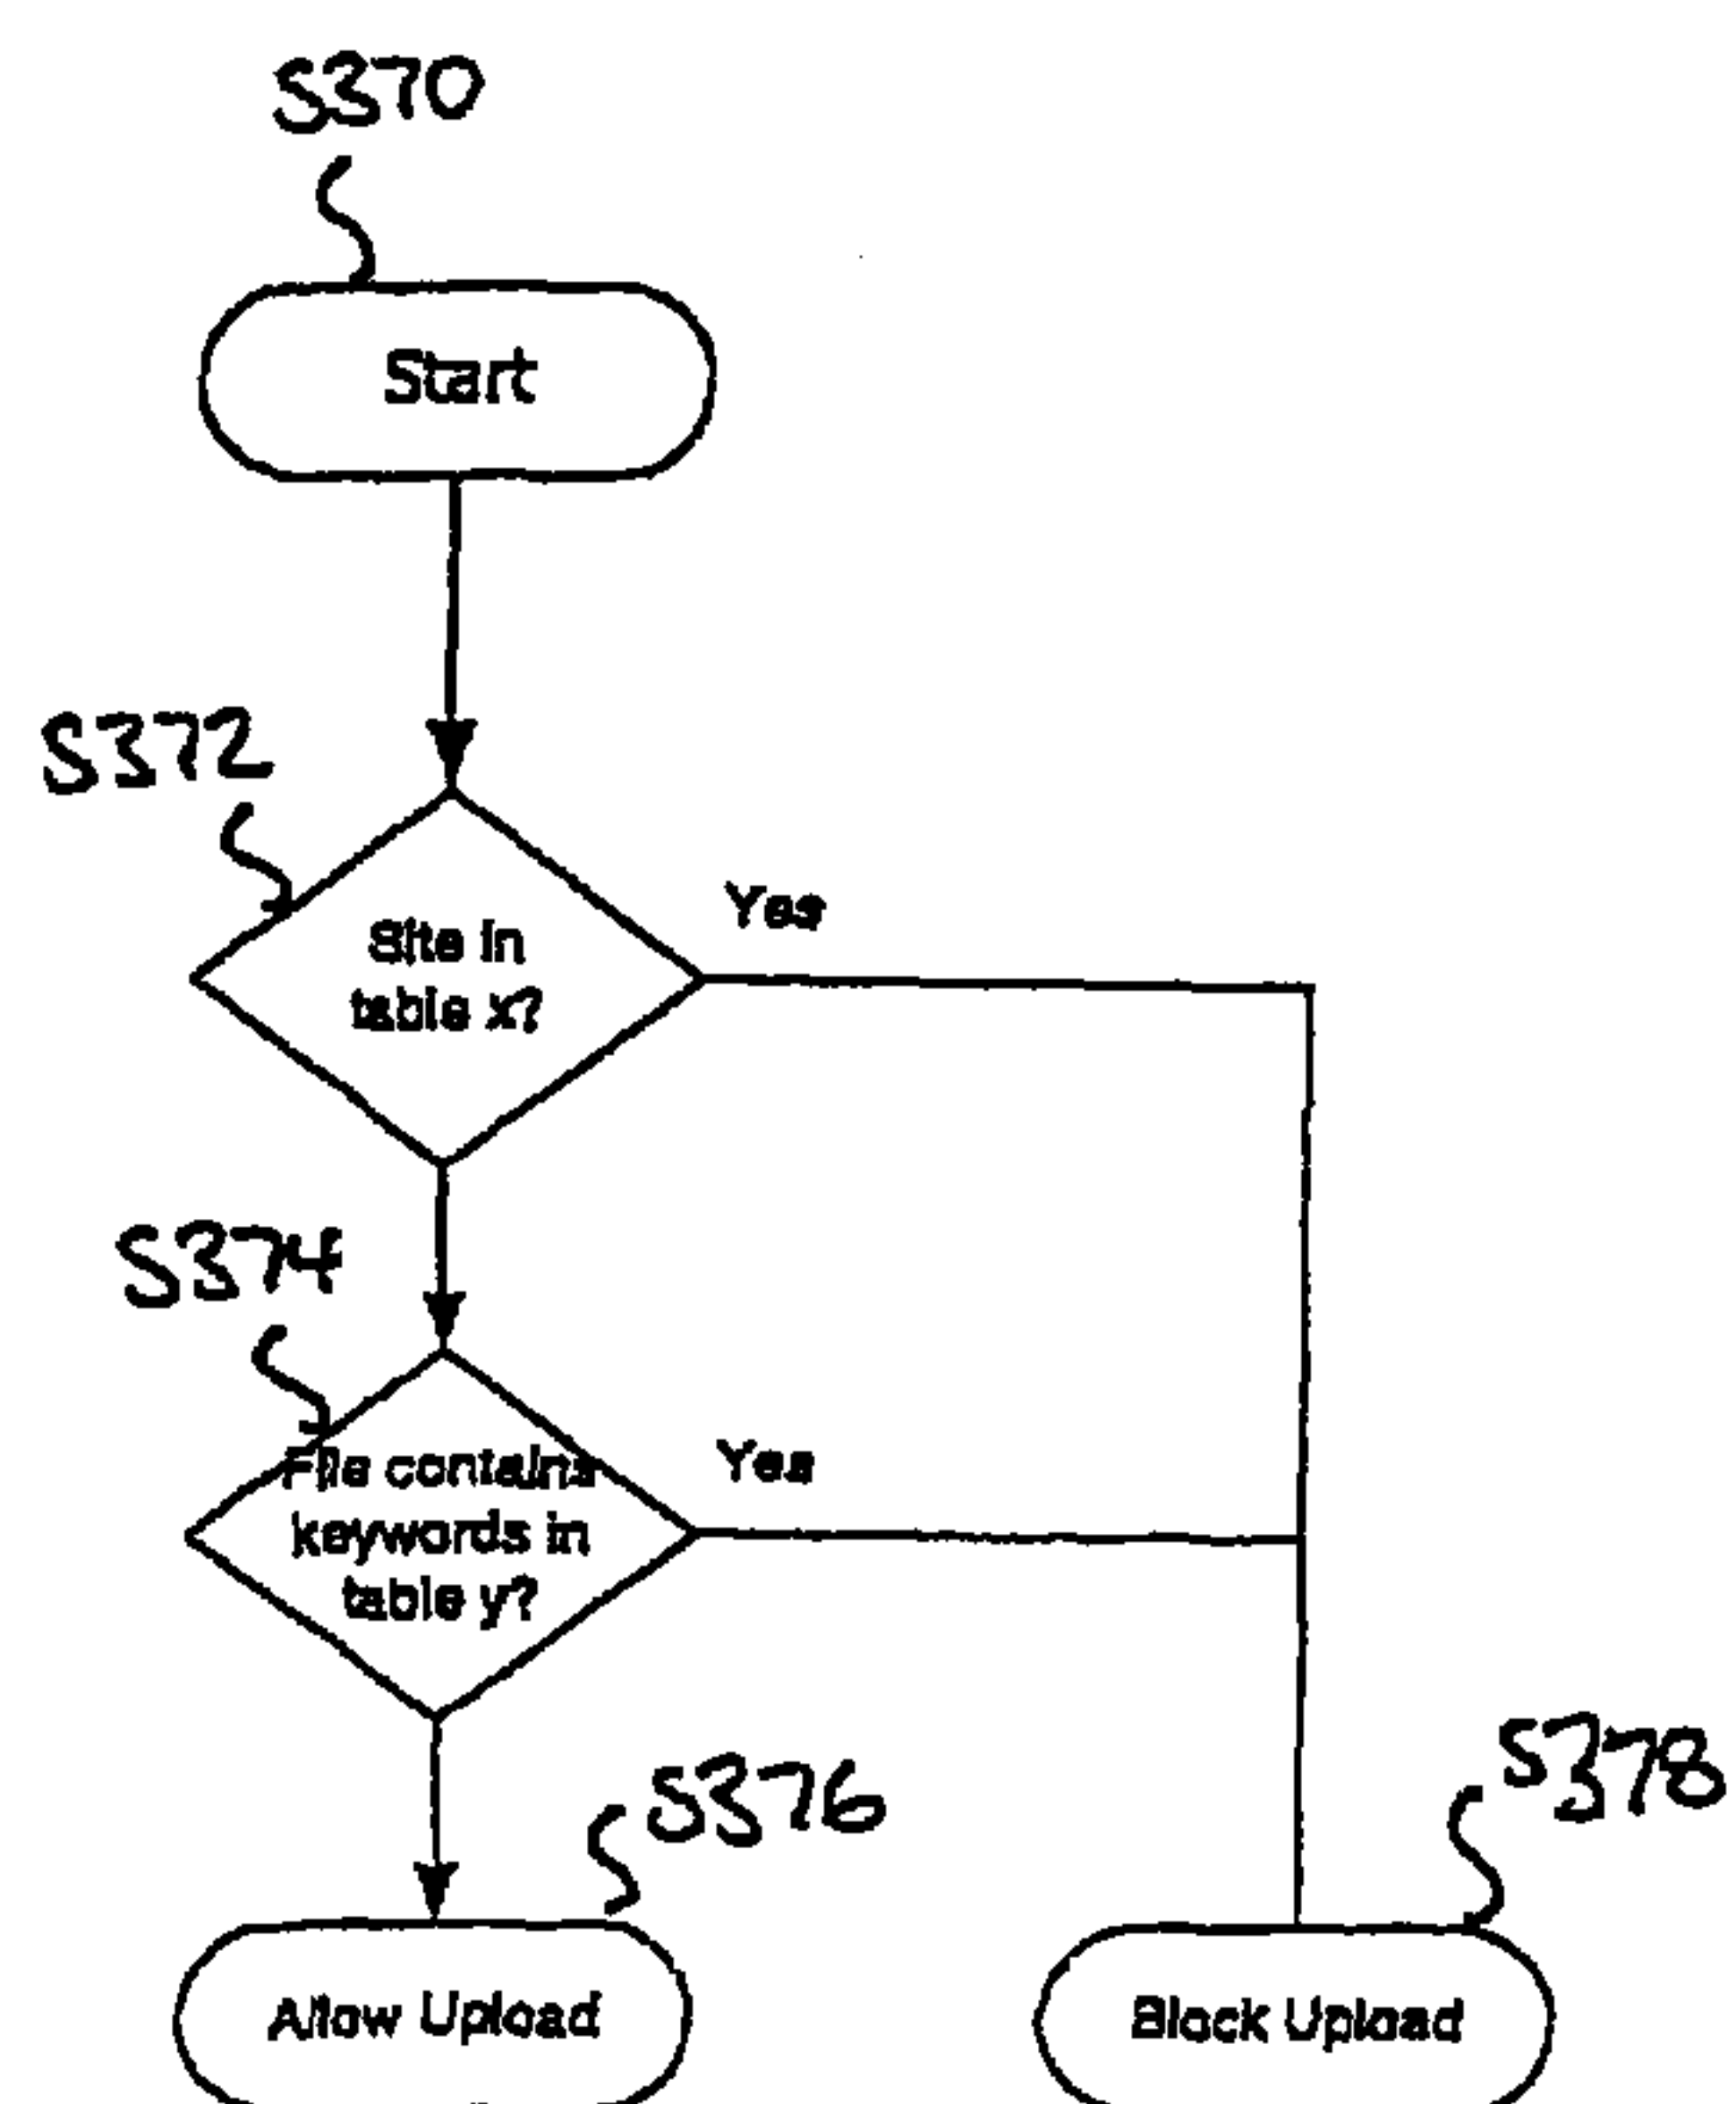 S370
Start
S372
Yes
Site in
table x?
S374
Yes
File contains
keywords in
table y?
S376
S378
Allow Upload
Block Upload